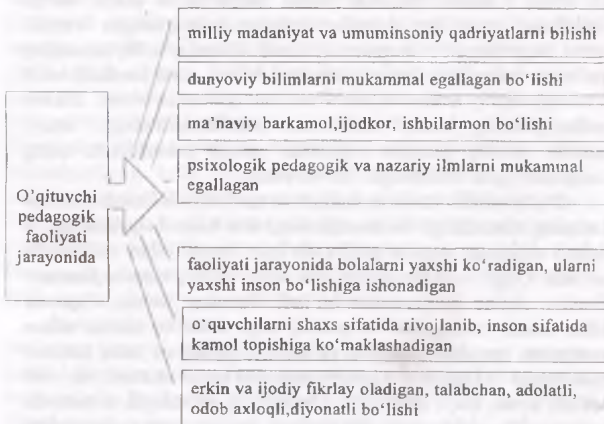 milliy madaniyat va umuminsoniy qadriyatlarni bilishi
dunyoviy bilimlarni mukammal egallagan bo‘lishi
ma’naviy barkamol,ijodkor, ishbilarmon bo‘lishi
psixologik pedagogik va nazariy ilmlarni mukammal
egallagan
O’qituvchi
pedagogik
faoliyati
jarayonida
faoliyati jarayonida bolalarni yaxshi ko‘radigan, ularni
yaxshi inson bo‘lishiga ishonadigan
o‘quvchilarni shaxs sifatida rivojlanib, inson sifatida
kamol topishiga ko‘maklashadigan
erkin va ijodiy fikrlay oladigan, talabchan, adolatli,
odob axloqli,diyonatli bo‘lishi